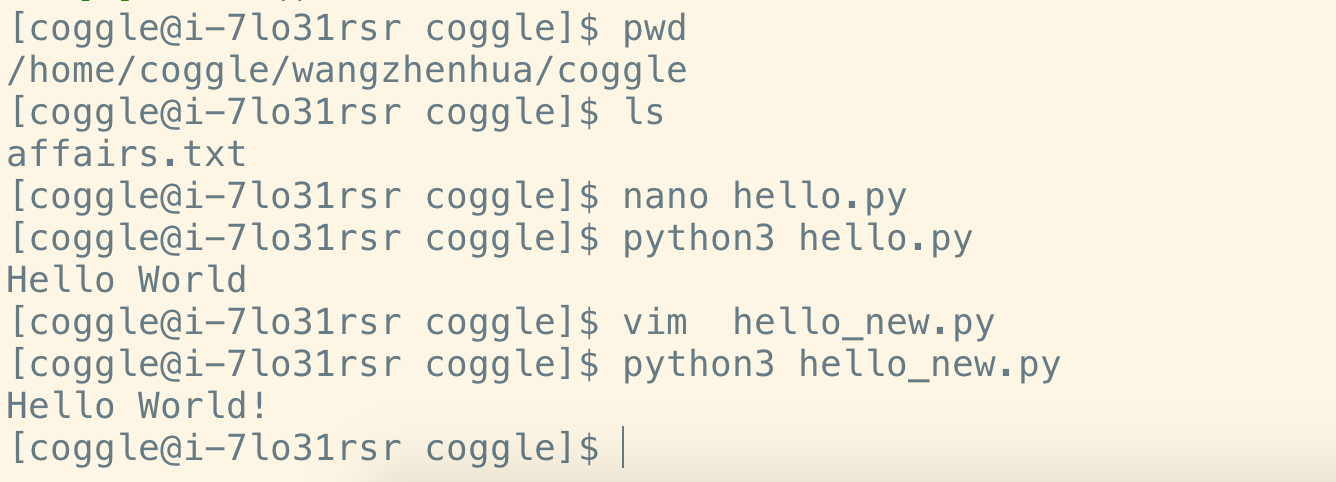 [coggle@i-7lo31rsr coggle]$ pwd
/home/coggle/wangzhenhua/coggle
[coggle@i-7lo31rsr coggle]$ ls
affairs.txt
[coggle@i-7lo31rsr coggle]$ nano hello.py
[coggle@i-7lo31rsr coggle]$ python3 hello.py
Hello World
[coggle@i-7lo31rsr coggle]$ vim  hello_new.py
[coggle@i-7lo31rsr coggle]$ python3 hello_new.py
Hello World!
[coggle@i-7lo31rsr coggle]$